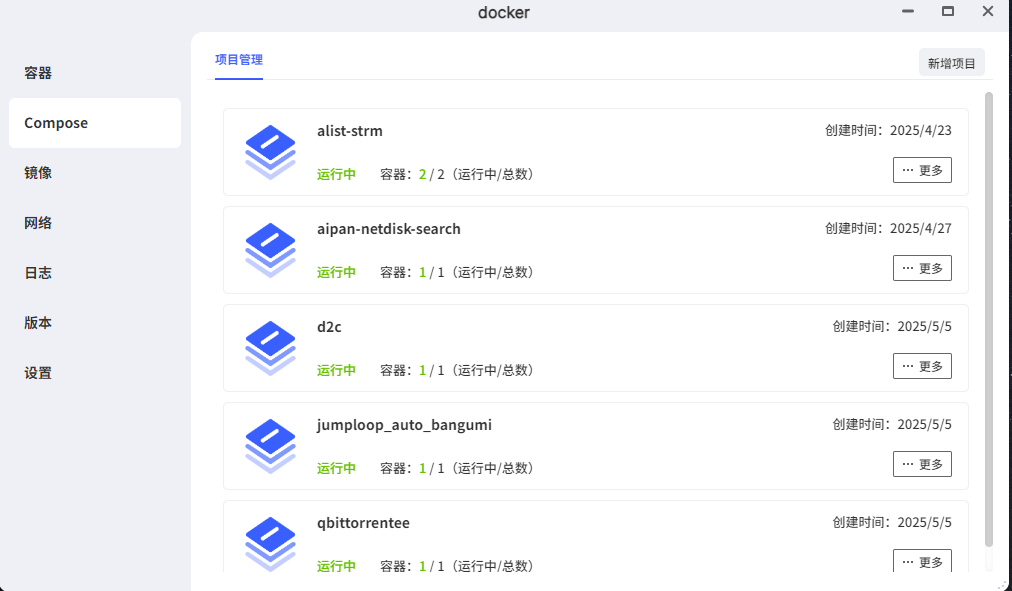 docker
容器
Compose
镜像
网络
日志
版本
设置
项目管理
新增项目
alist-strm
创建时间：2025/4/23
运行中 容器：2 / 2（运行中/总数）
··· 更多
aipan-netdisk-search
创建时间：2025/4/27
运行中 容器：1 / 1（运行中/总数）
··· 更多
d2c
创建时间：2025/5/5
运行中 容器：1 / 1（运行中/总数）
··· 更多
jumploop_auto_bangumi
创建时间：2025/5/5
运行中 容器：1 / 1（运行中/总数）
··· 更多
qbittorrentee
创建时间：2025/5/5
运行中 容器：1 / 1（运行中/总数）
··· 更多